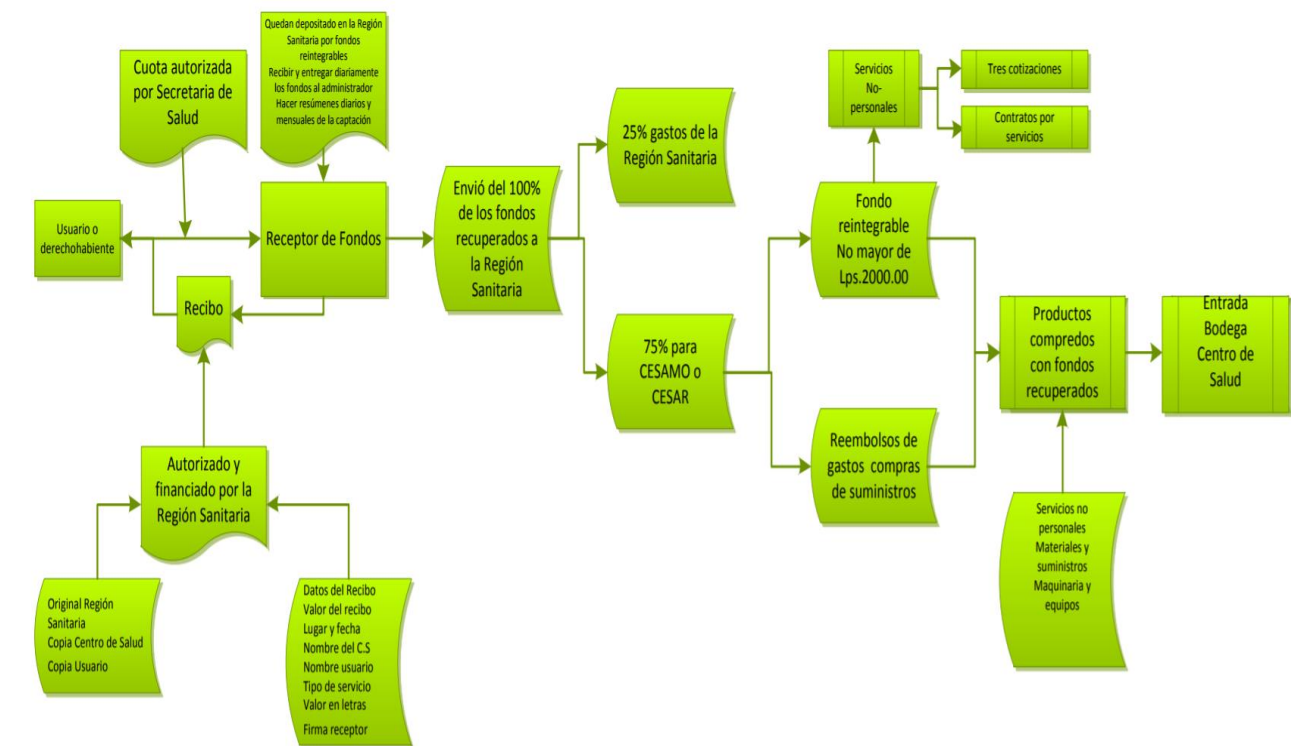 Cuota autorizada
por Secretaria de
Salud
Quedan depositado en la Región
Sanitaria por fondos
reintegrables
Recibir y entregar diariamente
los fondos al administrador
Hacer resúmenes diarios y
mensuales de la captación
Usuario o
derechohabiente
Receptor de Fondos
Recibo
Autorizado y
financiado por la
Región Sanitaria
Original Región
Sanitaria
Copia Centro de Salud
Copia Usuario
Datos del Recibo
Valor del recibo
Lugar y fecha
Nombre del C.S
Nombre usuario
Tipo de servicio
Valor en letras
Firma receptor
Envió del 100%
de los fondos
recuperados a
la Región
Sanitaria
25% gastos de la
Región Sanitaria
75% para
CESAMO o
CESAR
Servicios
No-
personales
Tres cotizaciones
Contratos por
servicios
Fondo
reintegrable
No mayor de
Lps.2000.00
Reembolsos de
gastos compras
de suministros
Productos
compredos
con fondos
recuperados
Entrada
Bodega
Centro de
Salud
Servicios no
personales
Materiales y
suministros
Maquinaria y
equipos